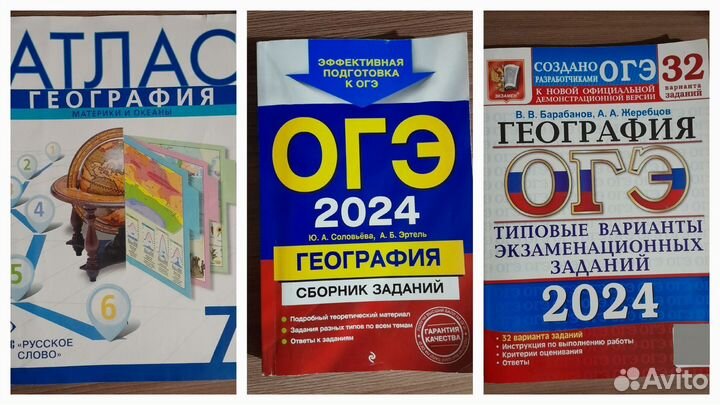 АТЛАС
ГЕОГРАФИЯ
МАТЕРИКИ И ОКЕАНЫ
1
2
4
5
6
7
«РУССКОЕ
СЛОВО»
ЭФФЕКТИВНАЯ
ПОДГОТОВКА
К ОГЭ
ОГЭ
2024
Ю. А. Соловьёва, А. Б. Эртель
ГЕОГРАФИЯ
СБОРНИК ЗАДАНИЙ
• Подробный теоретический материал
• Задания разных типов по всем темам
• Ответы к заданиям
ГАРАНТИЯ
КАЧЕСТВА
ЭКЗАМЕН
СОЗДАНО
РАЗРАБОТЧИКАМИ ОГЭ
К НОВОЙ ОФИЦИАЛЬНОЙ
ДЕМОНСТРАЦИОННОЙ ВЕРСИИ
32
варианта
заданий
В. В. Барабанов, А. А. Жеребцов
ГЕОГРАФИЯ
ОГЭ
ТИПОВЫЕ ВАРИАНТЫ
ЭКЗАМЕНАЦИОННЫХ
ЗАДАНИЙ
2024
• 32 варианта заданий
• Инструкция по выполнению работы
• Критерии оценивания
• Ответы
Avito